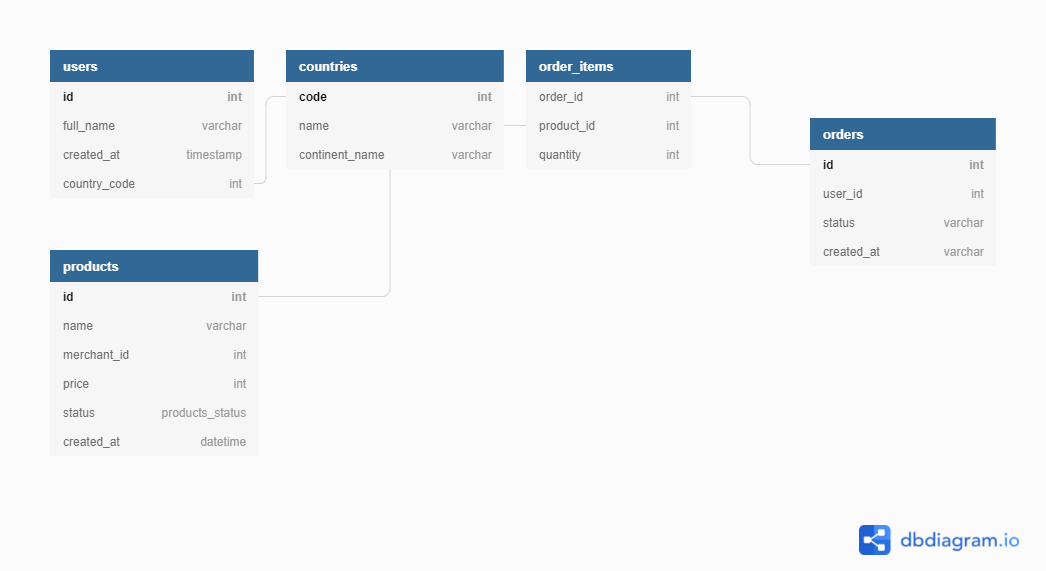 users
id int
full_name varchar
created_at timestamp
country_code int
countries
code int
name varchar
continent_name varchar
order_items
order_id int
product_id int
quantity int
orders
id int
user_id int
status varchar
created_at varchar
products
id int
name varchar
merchant_id int
price int
status products_status
created_at datetime
dbdiagram.io